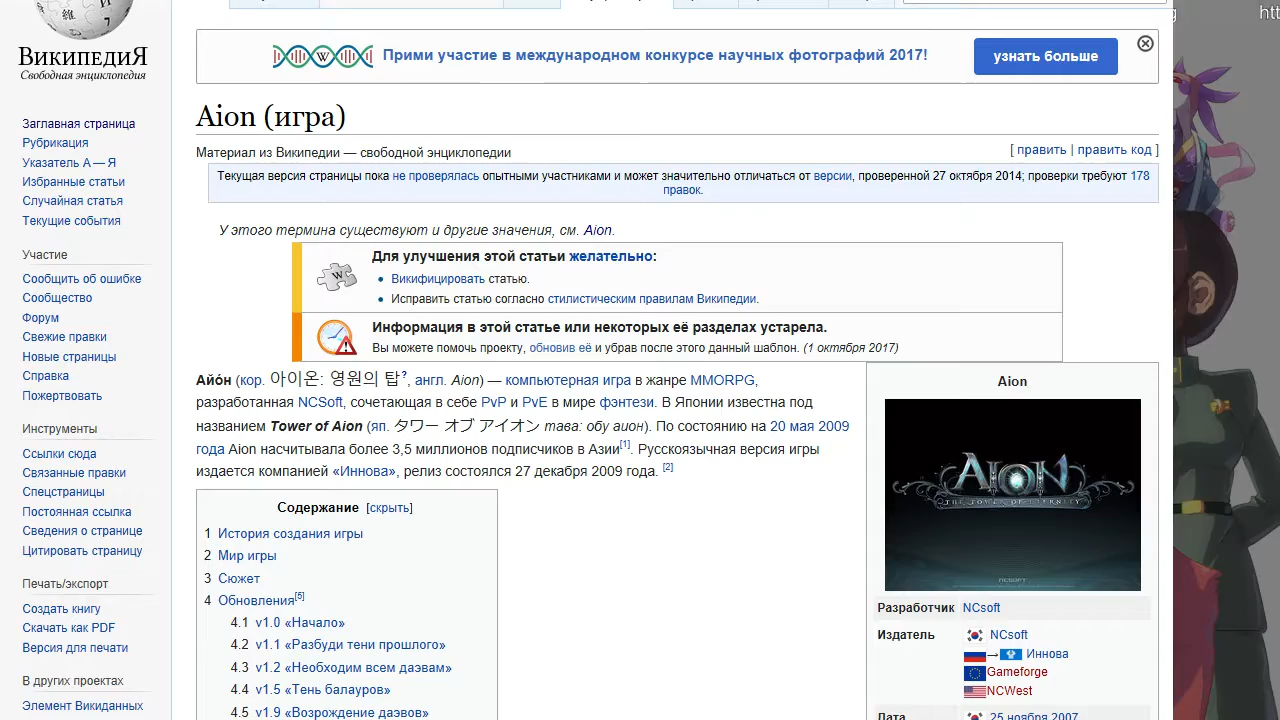 ВикипедиЯ
Свободная энциклопедия
Заглавная страница
Рубрикация
Указатель А — Я
Избранные статьи
Случайная статья
Текущие события
Участие
Сообщить об ошибке
Сообщество
Форум
Свежие правки
Новые страницы
Справка
Пожертвовать
Инструменты
Ссылки сюда
Связанные правки
Спецстраницы
Постоянная ссылка
Сведения о странице
Цитировать страницу
Печать/экспорт
Создать книгу
Скачать как PDF
Версия для печати
В других проектах
Элемент Викиданных
Прими участие в международном конкурсе научных фотографий 2017!
узнать больше
Aion (игра)
Материал из Википедии — свободной энциклопедии
[ править | править код ]
Текущая версия страницы пока не проверялась опытными участниками и может значительно отличаться от версии, проверенной 27 октября 2014; проверки требуют 178
правок.
У этого термина существуют и другие значения, см. Aion.
Для улучшения этой статьи желательно:
• Викифицировать статью.
• Исправить статью согласно стилистическим правилам Википедии.
Информация в этой статье или некоторых её разделах устарела.
Вы можете помочь проекту, обновив её и убрав после этого данный шаблон. (1 октября 2017)
Айо́н (кор. 아이온: 영원의 탑?, англ. Aion) — компьютерная игра в жанре MMORPG,
разработанная NCSoft, сочетающая в себе PvP и PvE в мире фэнтези. В Японии известна под
названием Tower of Aion (яп. タワー オブ アイオン тава: обу аион). По состоянию на 20 мая 2009
года Aion насчитывала более 3,5 миллионов подписчиков в Азии[1]. Русскоязычная версия игры
издается компанией «Иннова», релиз состоялся 27 декабря 2009 года. [2]
Содержание [скрыть]
1 История создания игры
2 Мир игры
3 Сюжет
4 Обновления[5]
4.1 v1.0 «Начало»
4.2 v1.1 «Разбуди тени прошлого»
4.3 v1.2 «Необходим всем даэвам»
4.4 v1.5 «Тень балауров»
4.5 v1.9 «Возрождение даэвов»
Aion
AION
THE TOWER OF ETERNITY
NCSOFT
Разработчик NCsoft
Издатель NCsoft
→ Иннова
Gameforge
NCWest
Дата 25 ноября 2007
htt